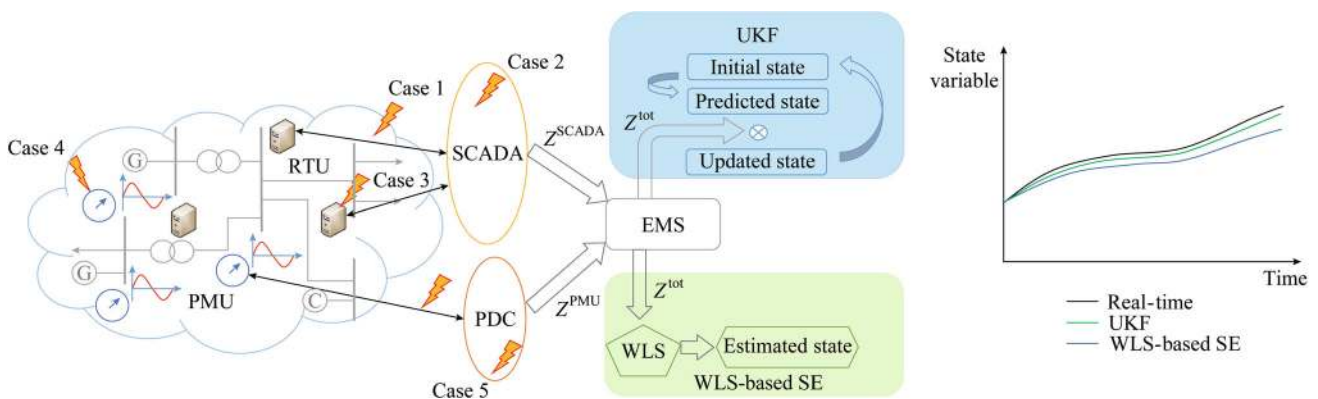 Case 4
G
G
PMU
RTU
C
Case 1
Case 3
Case 2
SCADA
PDC
Case 5
Z^SCADA
Z^PMU
EMS
Z^tot
Z^tot
UKF
Initial state
Predicted state
Updated state
WLS
Estimated state
WLS-based SE
State
variable
Time
Real-time
UKF
WLS-based SE